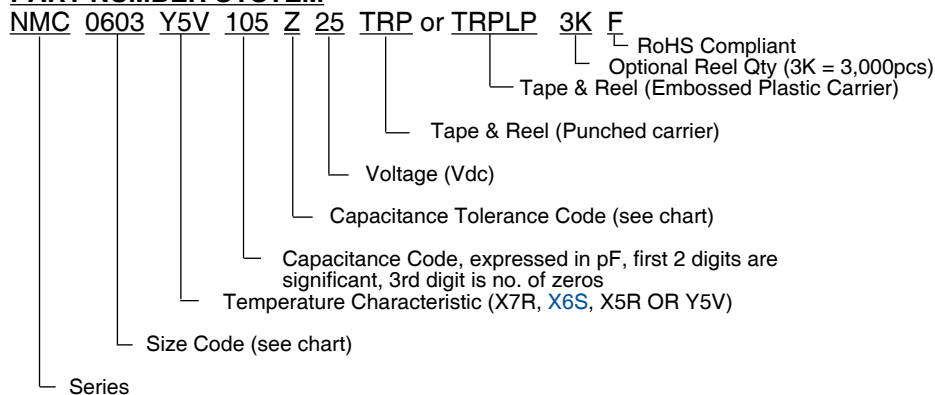 PART NUMBER SYSTEM
NMC 0603 Y5V 105 Z 25 TRP or TRPLP 3K F
RoHS Compliant
Optional Reel Qty (3K = 3,000pcs)
Tape & Reel (Embossed Plastic Carrier)
Tape & Reel (Punched carrier)
Voltage (Vdc)
Capacitance Tolerance Code (see chart)
Capacitance Code, expressed in pF, first 2 digits are
significant, 3rd digit is no. of zeros
Temperature Characteristic (X7R, X6S, X5R OR Y5V)
Size Code (see chart)
Series